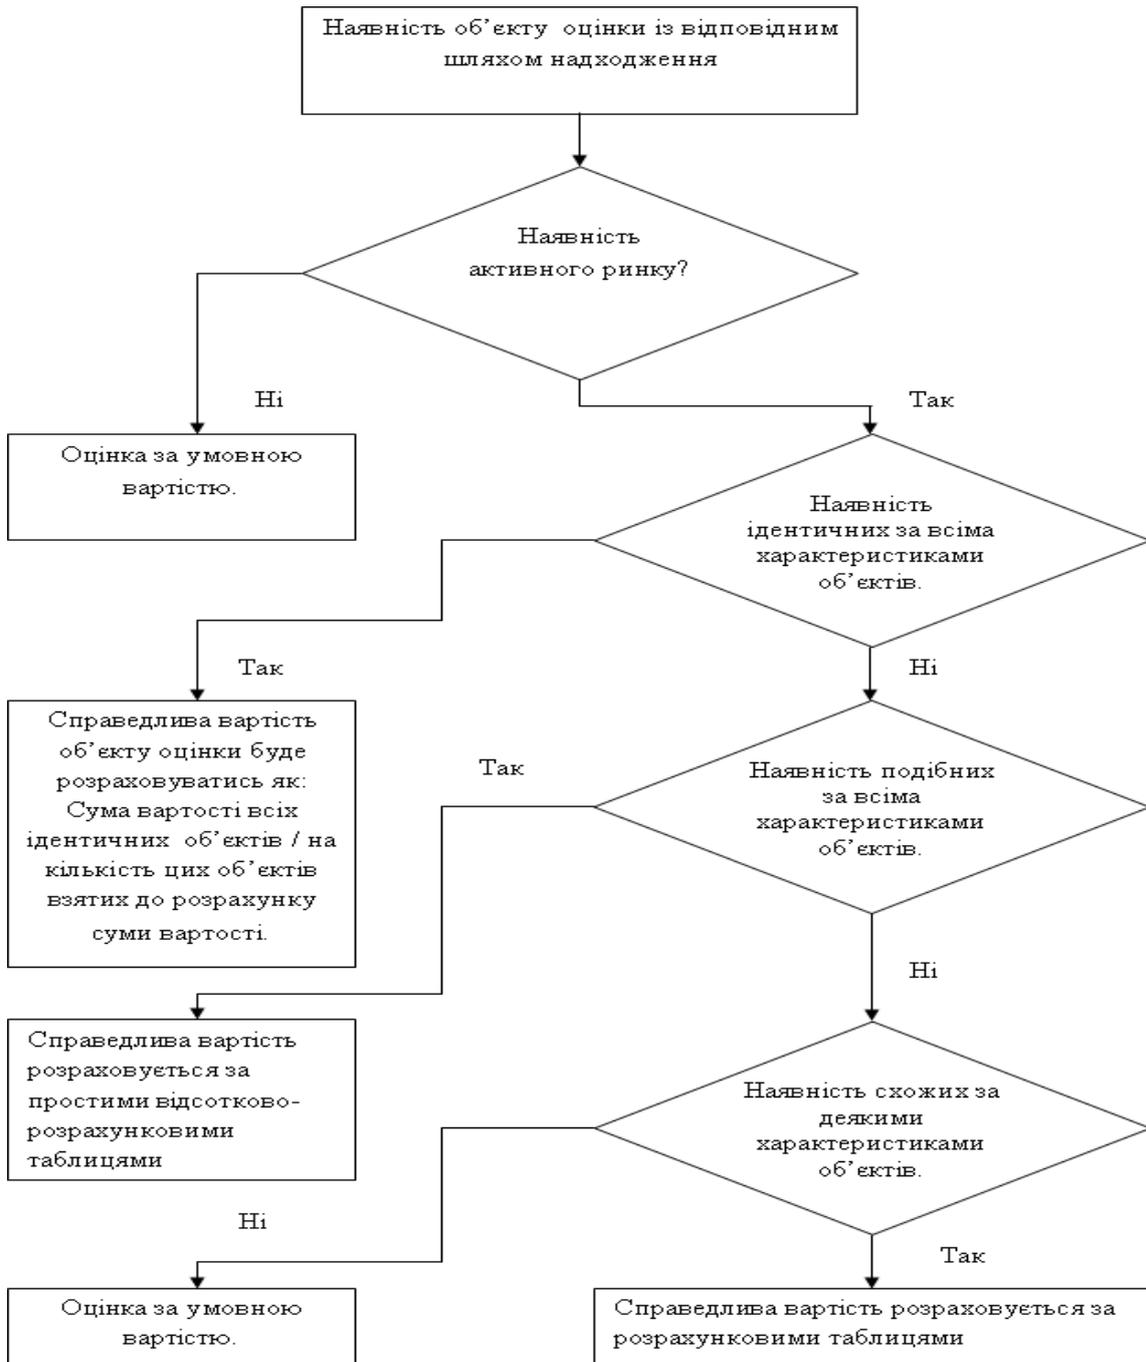 Наявність об’єкту оцінки із відповідним
шляхом надходження
Наявність
активного ринку?
Ні
Так
Оцінка за умовною
вартістю.
Наявність
ідентичних за всіма
характеристиками
об’єктів.
Так
Ні
Справедлива вартість
об’єкту оцінки буде
розраховуватись як:
Сума вартості всіх
ідентичних об’єктів / на
кількість цих об’єктів
взятих до розрахунку
суми вартості.
Так
Наявність подібних
за всіма
характеристиками
об’єктів.
Ні
Справедлива вартість
розраховується за
простими відсотково-
розрахунковими
таблицями
Наявність схожих за
деякими
характеристиками
об’єктів.
Ні
Так
Оцінка за умовною
вартістю.
Справедлива вартість розраховується за
розрахунковими таблицями